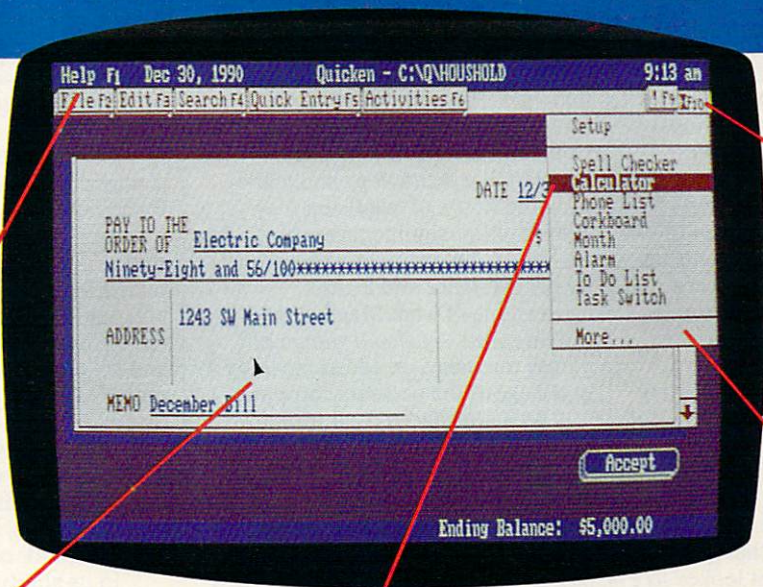 Help F1 Dec 30, 1990 Quicken - C:\Q\HOUSHOLD 9:13 am
File F2 Edit F3 Search F4 Quick Entry F5 Activities F6 F10
Setup
Spell Checker
DATE 12/3
Calculator
Phone List
PAY TO THE
ORDER OF Electric Company $
Corkboard
Month
Ninety-Eight and 56/100*********************************
Alarm
To Do List
Task Switch
1243 SW Main Street
ADDRESS
More...
MEMO December Bill
Accept
Ending Balance: $5,000.00